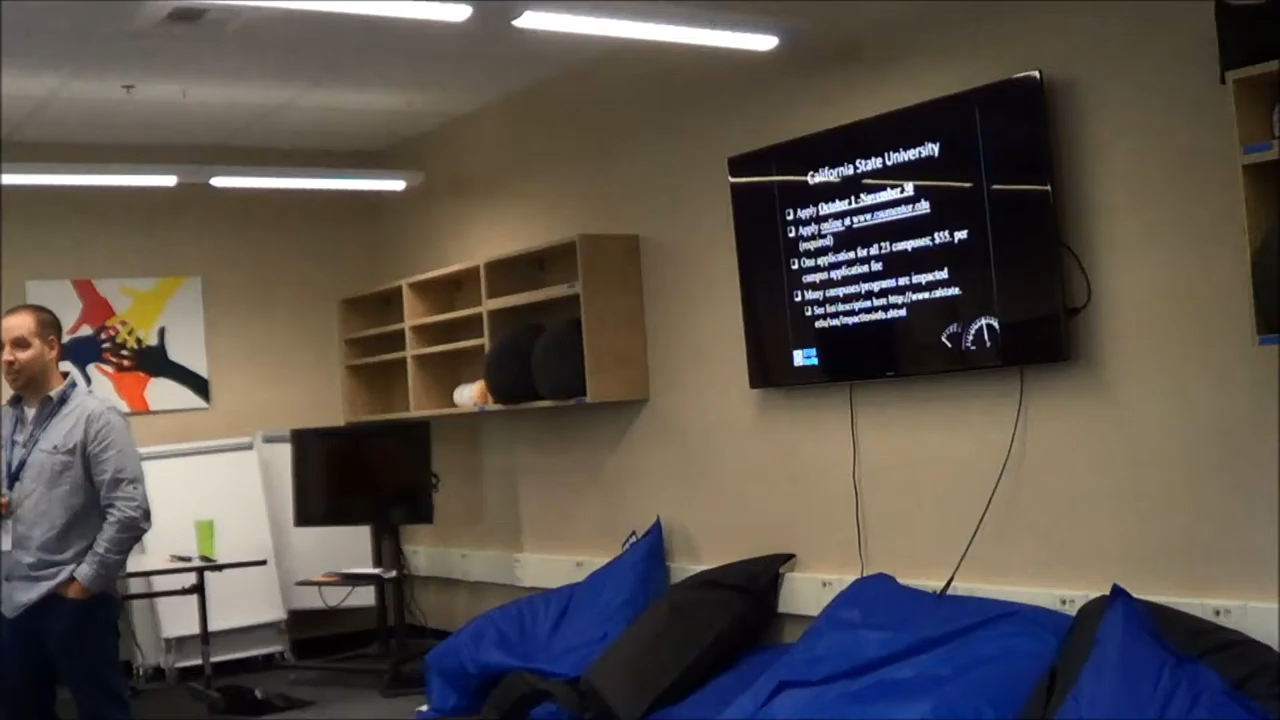 California State University
❑ Apply October 1 -November 30
❑ Apply online at www.csumentor.edu
(required)
❑ One application for all 23 campuses; $55. per
campus application fee
❑ Many campuses/programs are impacted
❑ See list/description here http://www.calstate.
edu/sas/impactioninfo.shtml